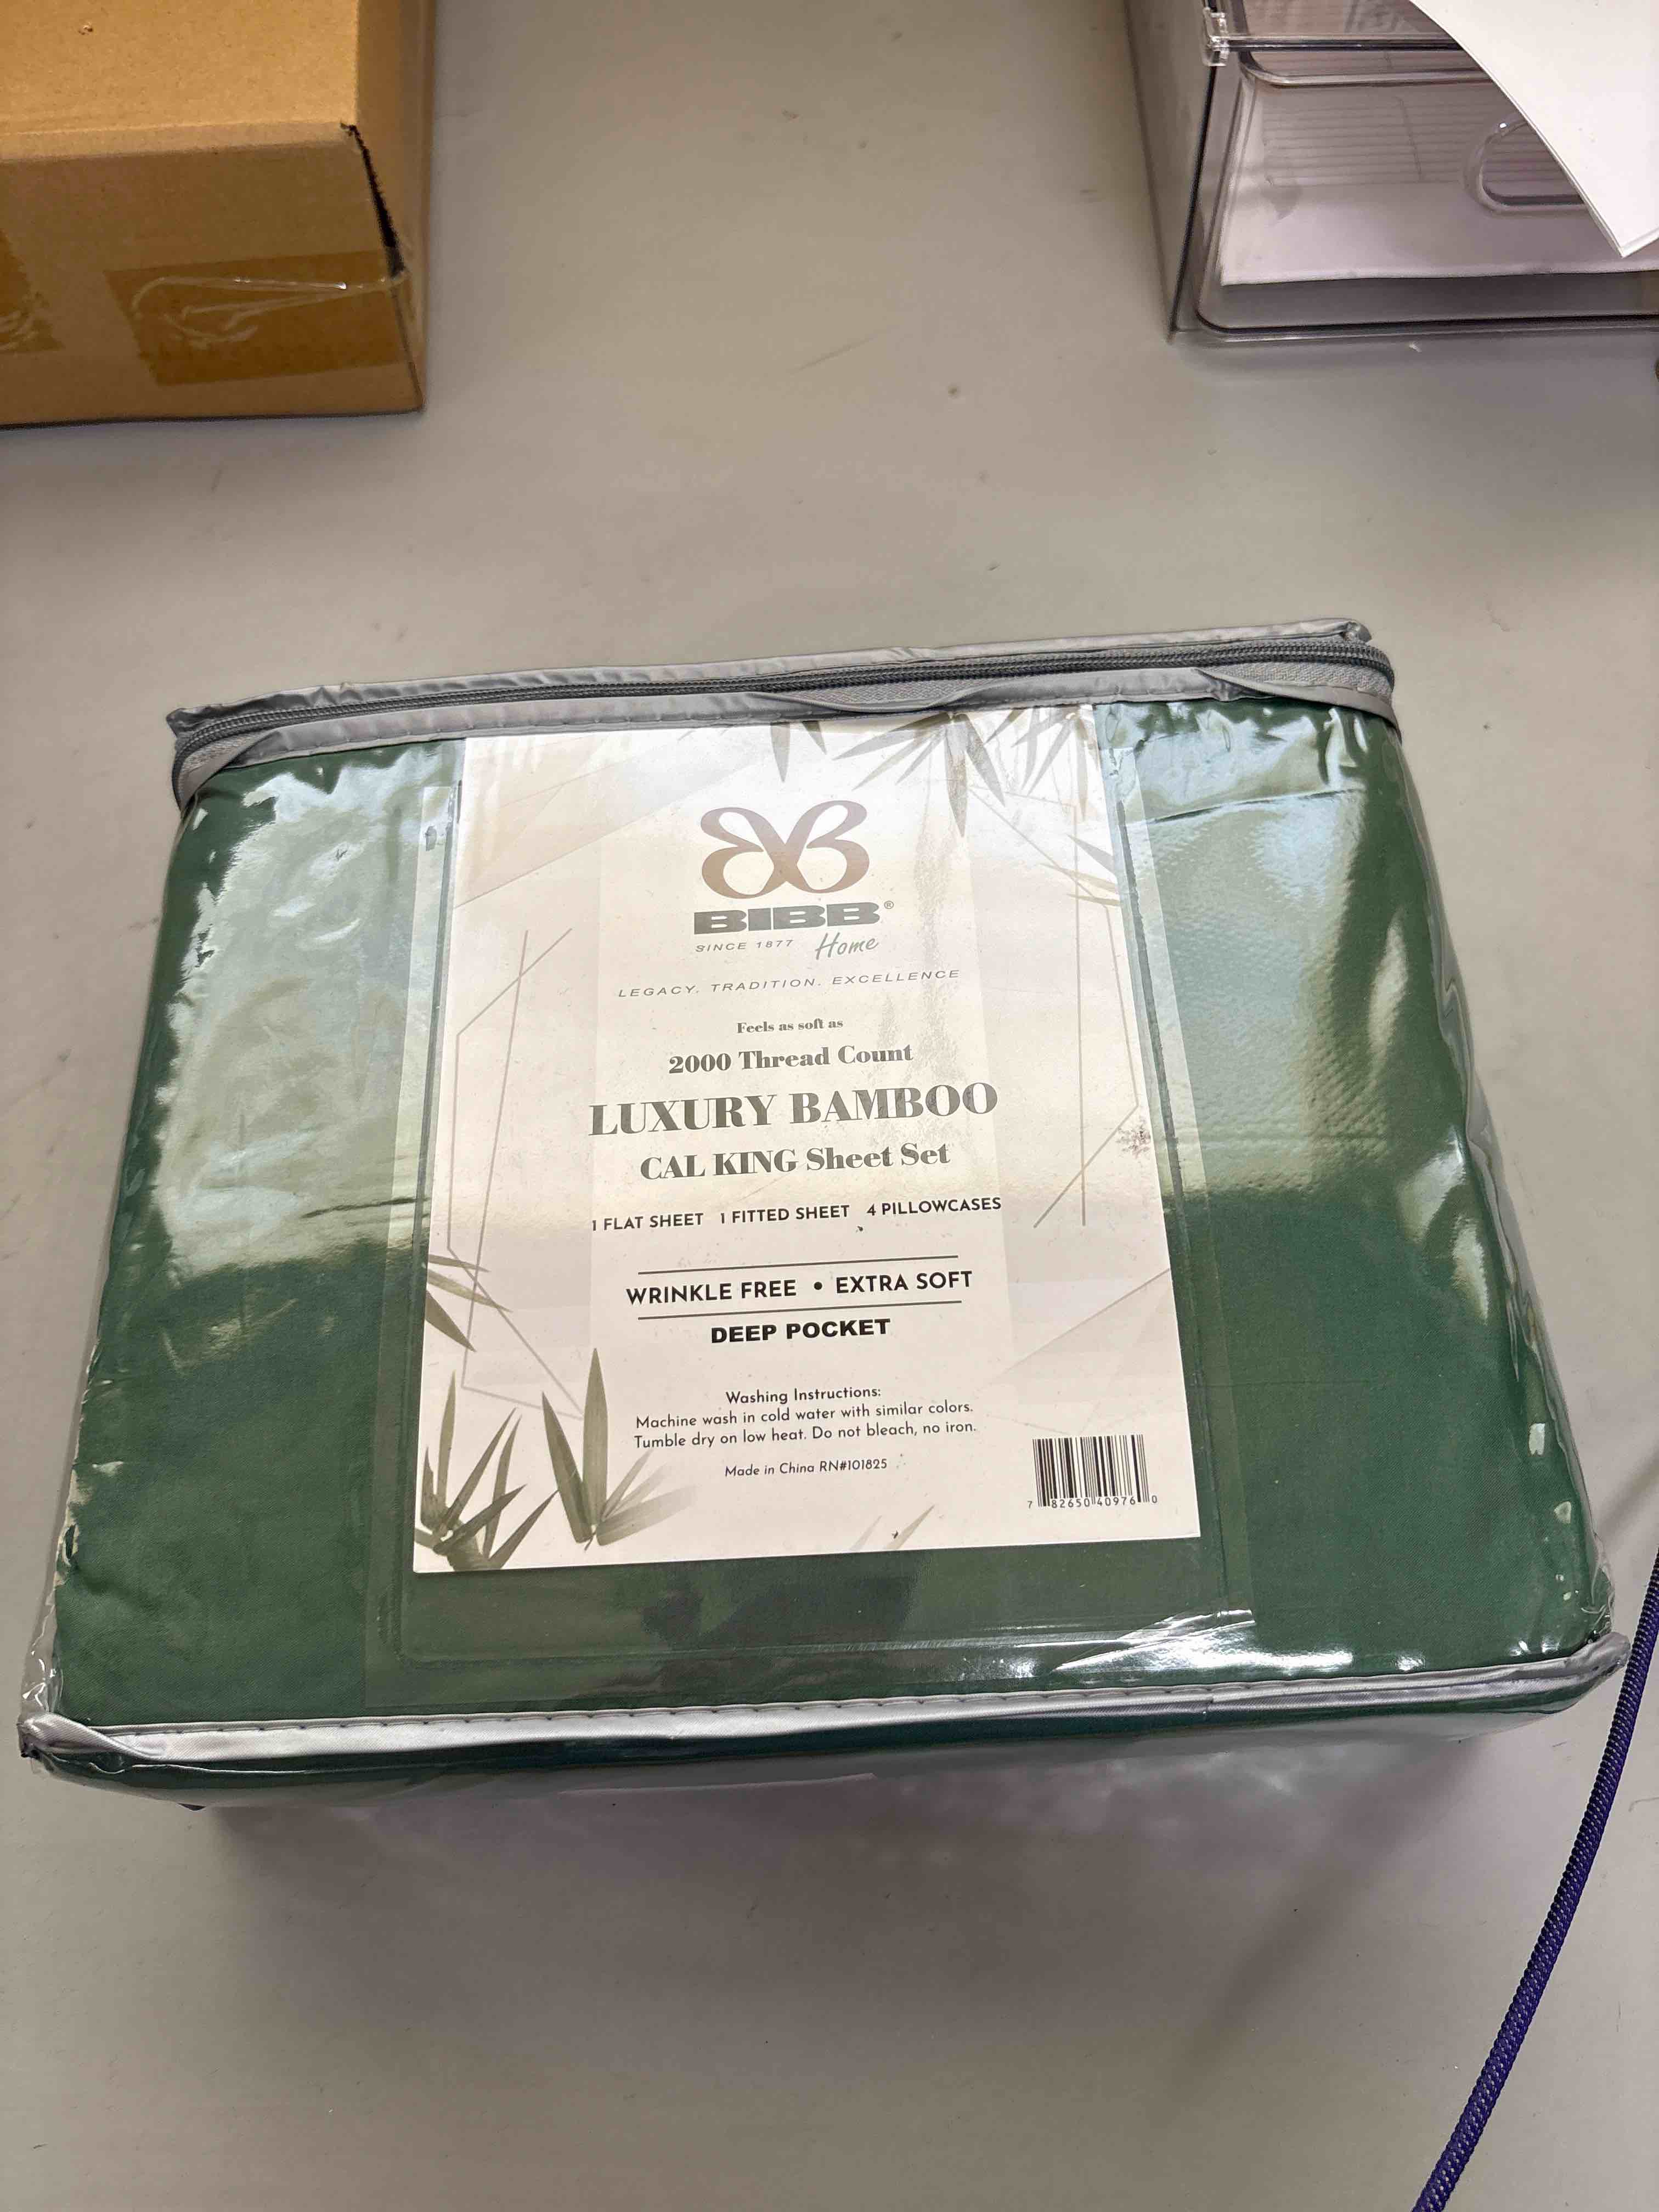 BIBB®
SINCE 1877 Home
LEGACY. TRADITION. EXCELLENCE
Feels as soft as
2000 Thread Count
LUXURY BAMBOO
CAL KING Sheet Set
1 FLAT SHEET 1 FITTED SHEET 4 PILLOWCASES
WRINKLE FREE • EXTRA SOFT
DEEP POCKET
Washing Instructions:
Machine wash in cold water with similar colors.
Tumble dry on low heat. Do not bleach, no iron.
Made in China RN#101825
7 82650 40976 0